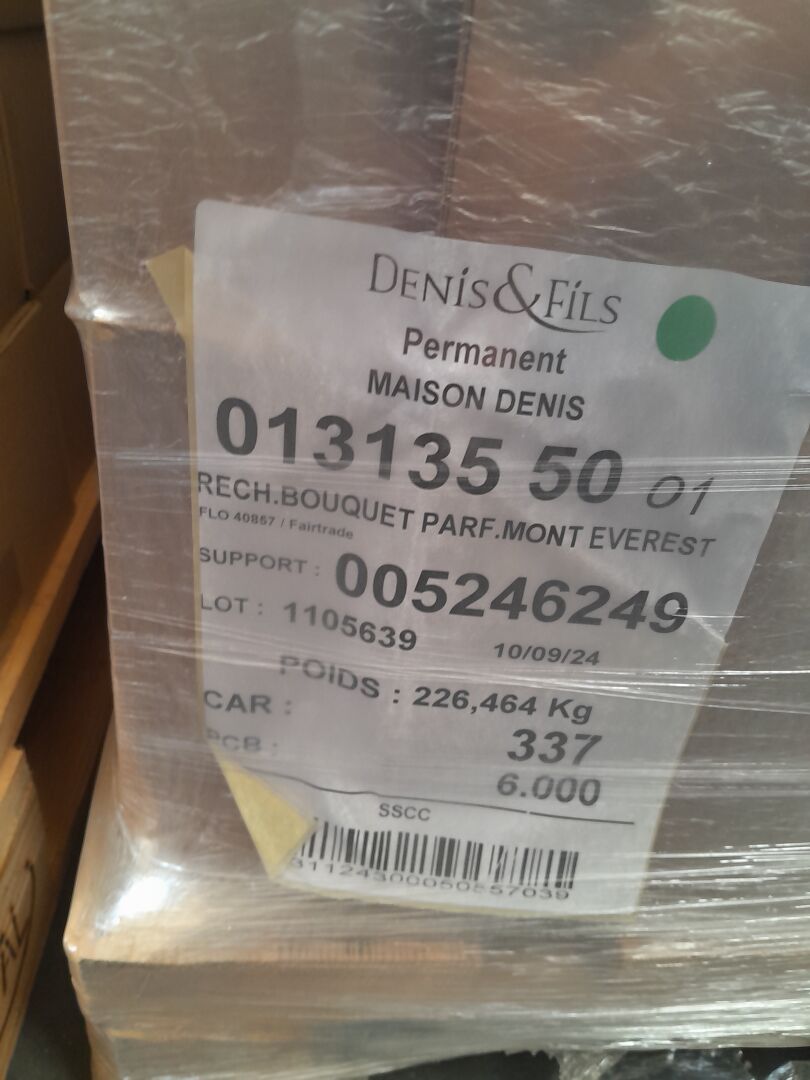 DENIS&FILS
Permanent
MAISON DENIS
013135 50 01
RECH.BOUQUET PARF.MONT EVEREST
FLO 40857 / Fairtrade
SUPPORT : 005246249
LOT : 1105639 10/09/24
POIDS : 226,464 Kg
CAR : 337
PCB : 6.000
SSCC